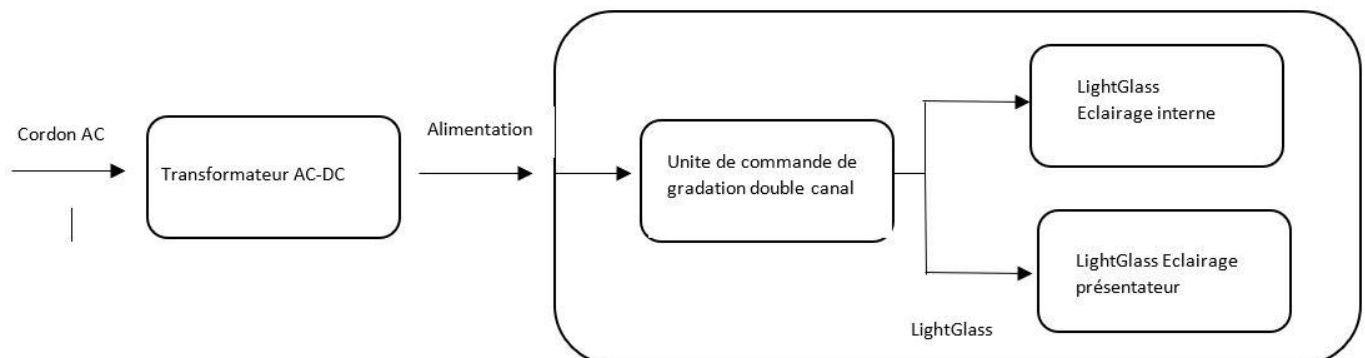 Cordon AC
Transformateur AC-DC
Alimentation
Unite de commande de
gradation double canal
LightGlass
Eclairage interne
LightGlass Eclairage
présentateur
LightGlass